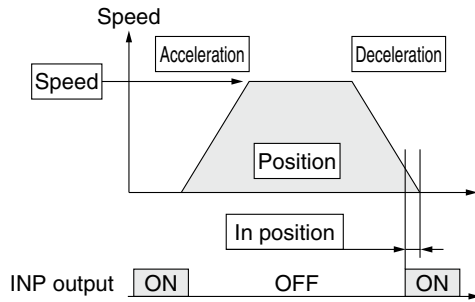 Speed
Acceleration
Deceleration
Speed
Position
In position
INP output
ON
OFF
ON